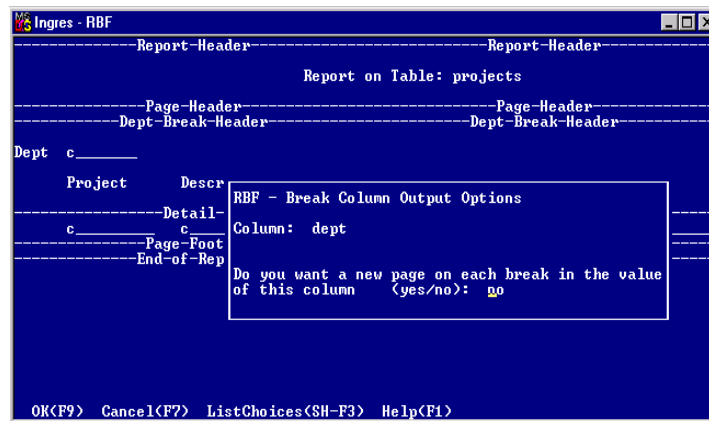 Ingres - RBF
---------------Report-Header-----------------------------Report-Header-------------
Report on Table: projects
----------------Page-Header------------------------------Page-Header---------------
-------------Dept-Break-Header------------------------Dept-Break-Header------------
Dept c_______
Project Descr
RBF - Break Column Output Options
------------------Detail-
c_________ c____ Column: dept
----------------Page-Foot
---------------End-of-Rep
Do you want a new page on each break in the value
of this column (yes/no): no
OK(F9) Cancel(F7) ListChoices(SH-F3) Help(F1)